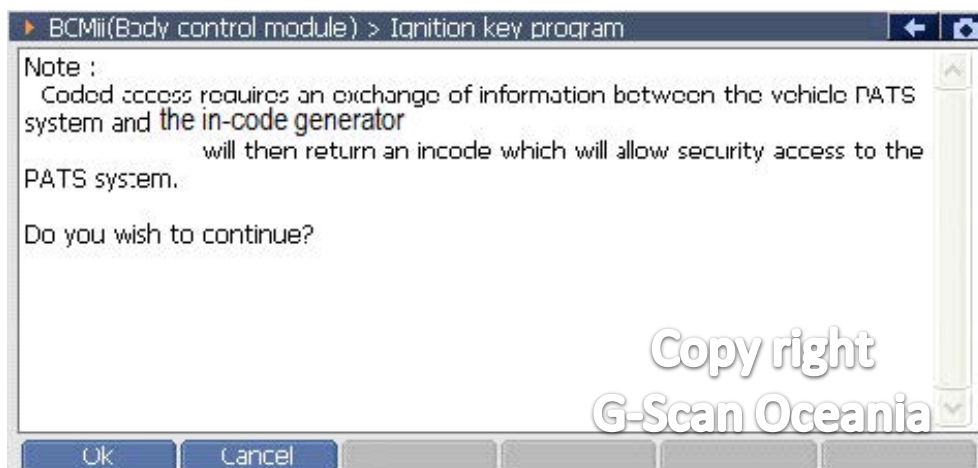 BCMii(Body control module) > Ignition key program
Note :
Coded access requires an exchange of information between the vehicle PATS
system and the in-code generator
will then return an incode which will allow security access to the
PATS system.
Do you wish to continue?
Copy right
G-Scan Oceania
Ok Cancel